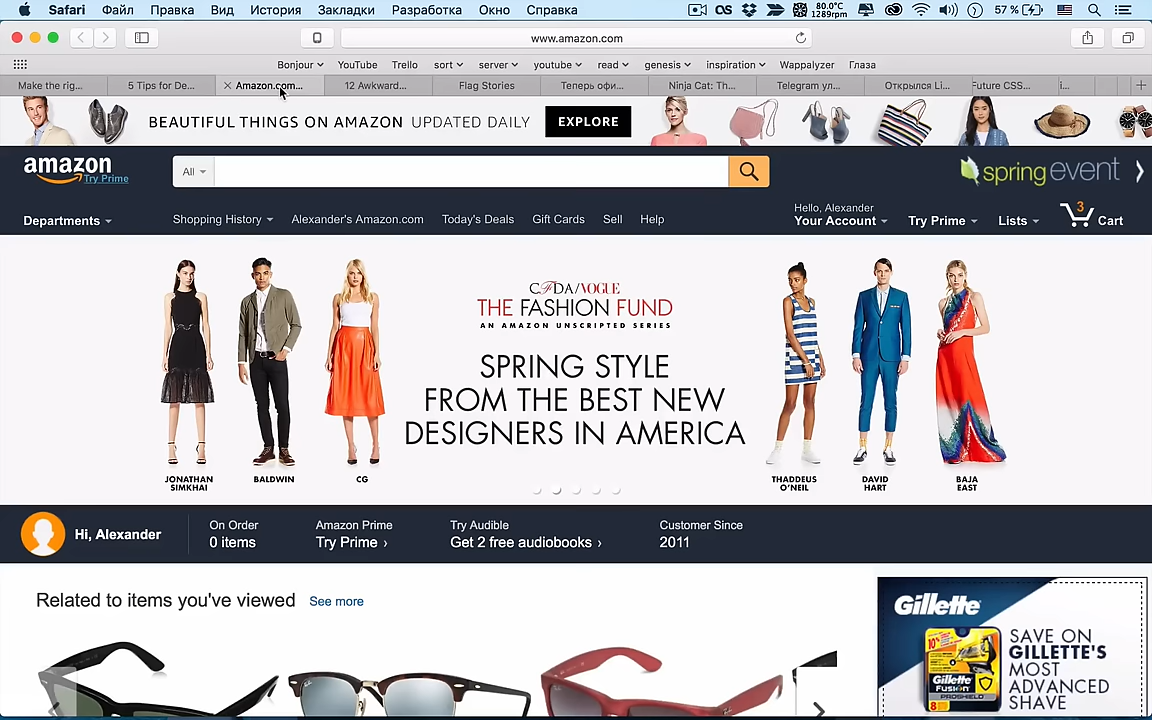 Safari Файл Правка Вид История Закладки Разработка Окно Справка
80.0°C
1289rpm
57 %
www.amazon.com
Bonjour YouTube Trello sort server youtube read genesis inspiration Wappalyzer Глаза
Make the rig... 5 Tips for De... Amazon.com... 12 Awkward... Flag Stories Теперь офи... Ninja Cat: Th... Telegram ул... Открылся Li... Future CSS... i...
BEAUTIFUL THINGS ON AMAZON UPDATED DAILY EXPLORE
amazon
Try Prime
All
spring event
Departments
Shopping History Alexander's Amazon.com Today's Deals Gift Cards Sell Help
Hello, Alexander
Your Account Try Prime Lists 3 Cart
CFDA/VOGUE
THE FASHION FUND
AN AMAZON UNSCRIPTED SERIES
SPRING STYLE
FROM THE BEST NEW
DESIGNERS IN AMERICA
JONATHAN
SIMKHAI
BALDWIN
CG
THADDEUS
O'NEIL
DAVID
HART
BAJA
EAST
Hi, Alexander
On Order
0 items
Amazon Prime
Try Prime ›
Try Audible
Get 2 free audiobooks ›
Customer Since
2011
Related to items you've viewed See more
Gillette
SAVE ON
GILLETTE'S
MOST
ADVANCED
SHAVE
Gillette
Fusion
PROSHIELD
8